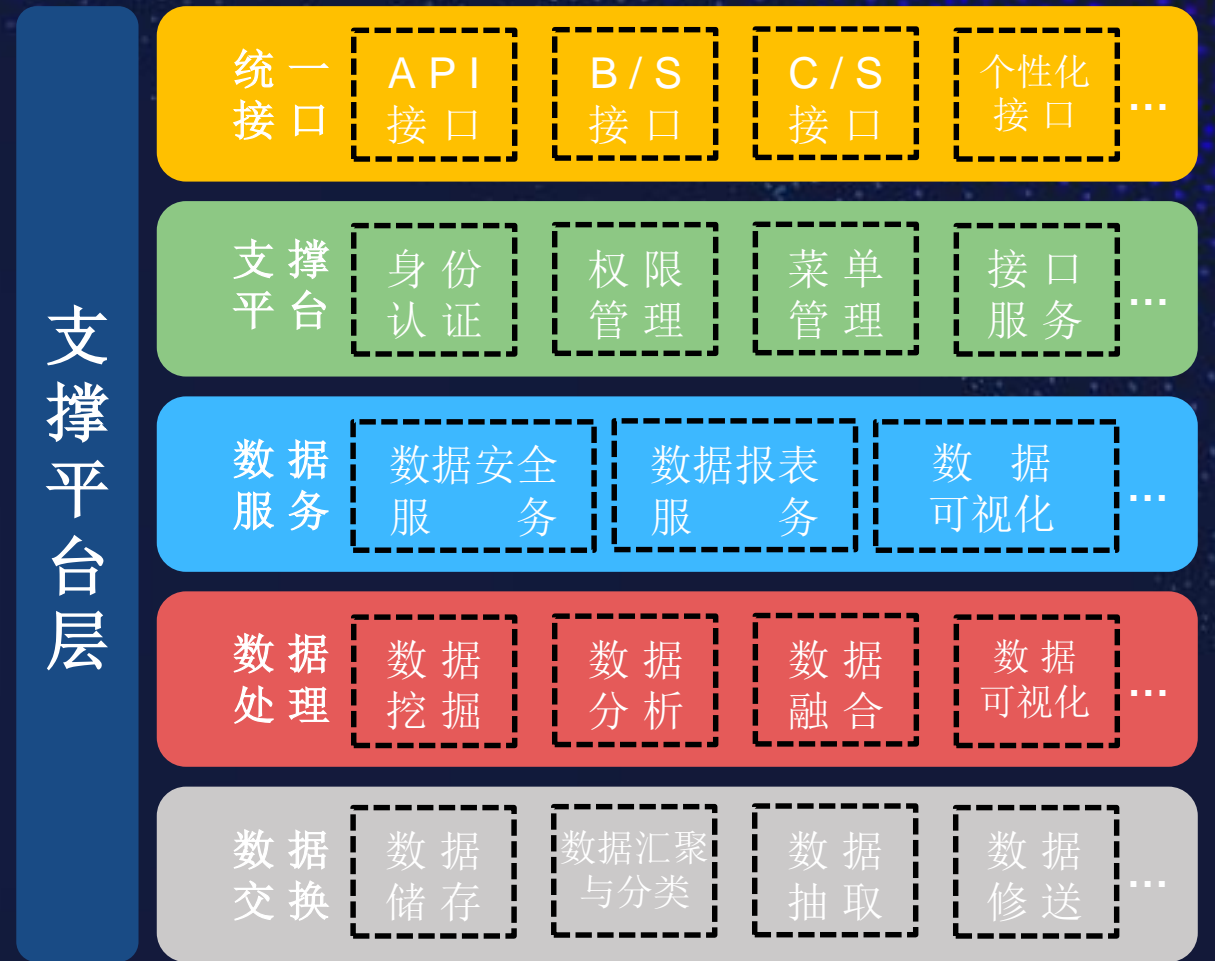 支撑平台层
统一
接口
API
接口
B/S
接口
C/S
接口
个性化
接口
...
支撑
平台
身份
认证
权限
管理
菜单
管理
接口
服务
...
数据
服务
数据安全
服务
数据报表
服务
数据
可视化
...
数据
处理
数据
挖掘
数据
分析
数据
融合
数据
可视化
...
数据
交换
数据
储存
数据汇聚
与分类
数据
抽取
数据
修送
...